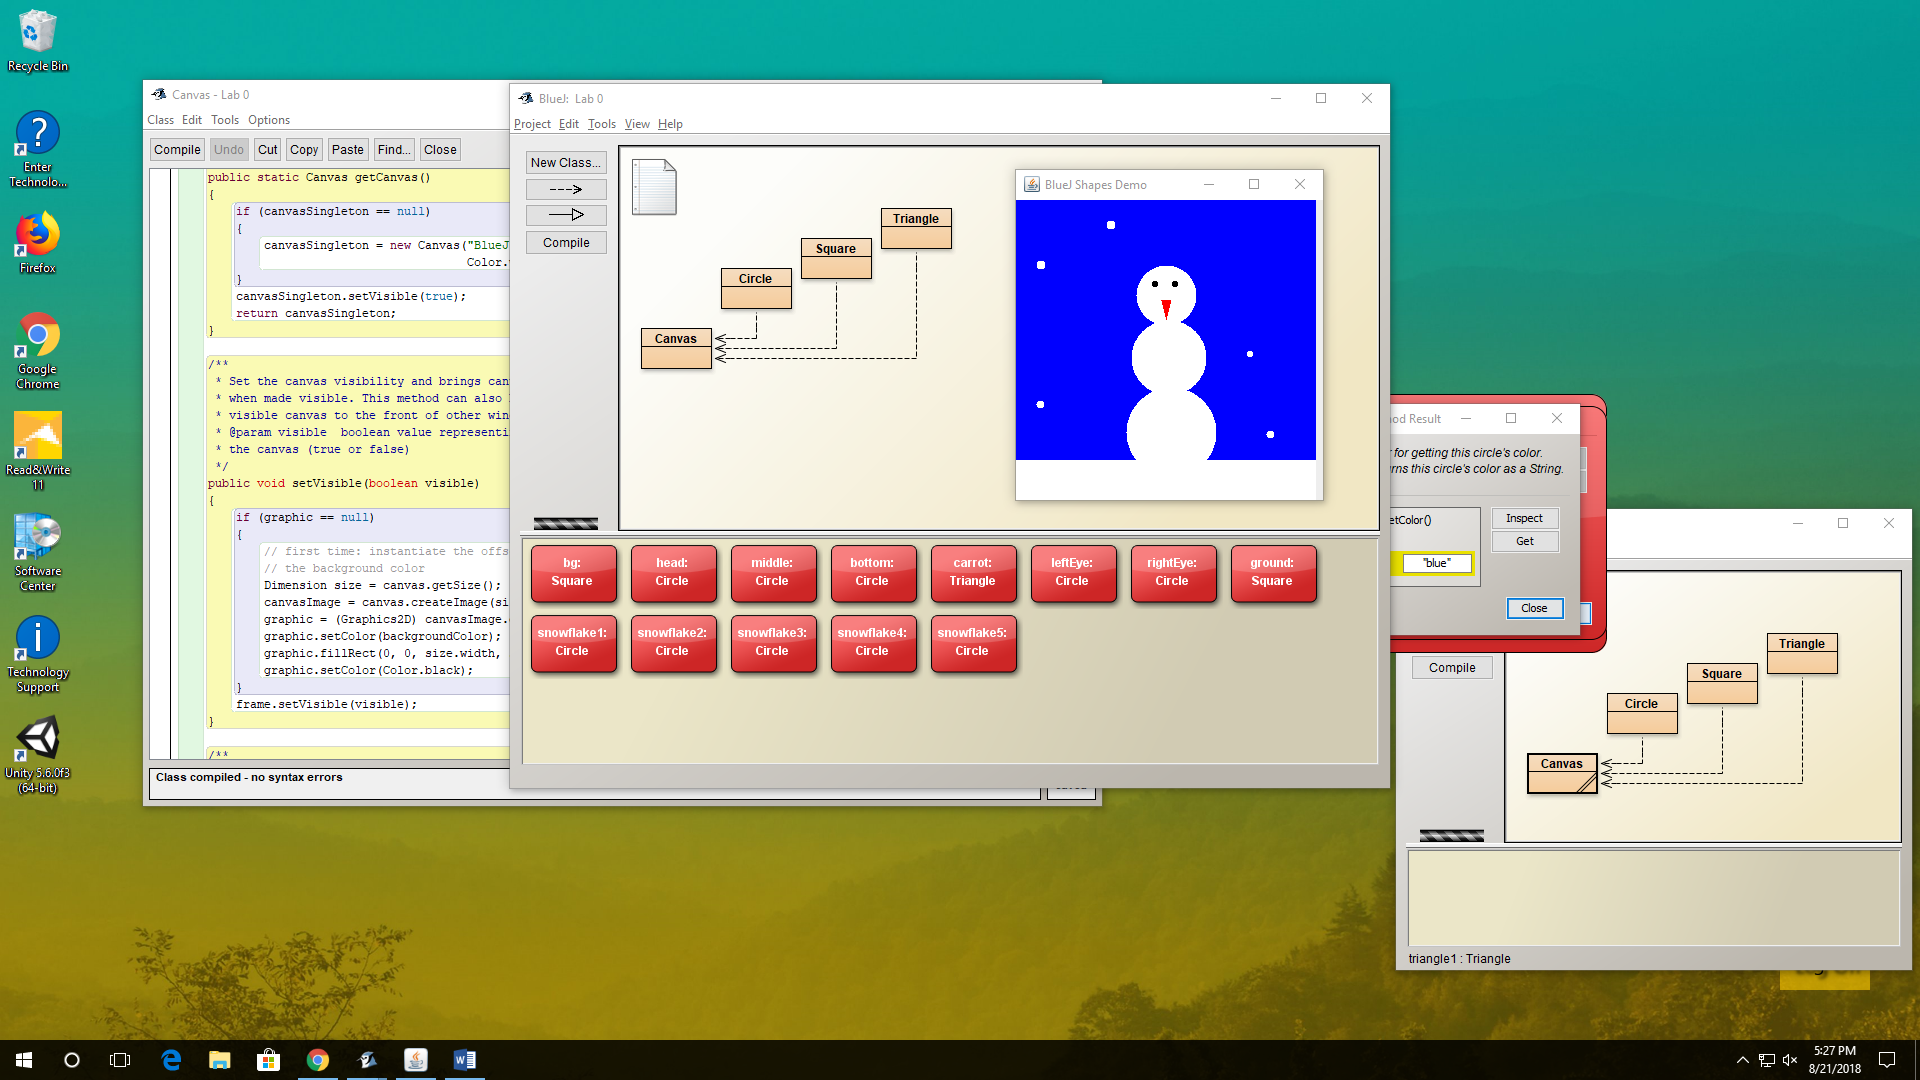 Recycle Bin
Enter
Technolo...
Firefox
Google
Chrome
Read&Write
11
Software
Center
Technology
Support
Unity 5.6.0f3
(64-bit)
Canvas - Lab 0
Class Edit Tools Options
Compile Undo Cut Copy Paste Find... Close
public static Canvas getCanvas()
{
if (canvasSingleton == null)
{
canvasSingleton = new Canvas("BlueJ
Color.
}
canvasSingleton.setVisible(true);
return canvasSingleton;
}
/**
* Set the canvas visibility and brings can
* when made visible. This method can also
* visible canvas to the front of other win
* @param visible  boolean value representi
* the canvas (true or false)
*/
public void setVisible(boolean visible)
{
if (graphic == null)
{
// first time: instantiate the offs
// the background color
Dimension size = canvas.getSize();
canvasImage = canvas.createImage(si
graphic = (Graphics2D) canvasImage.
graphic.setColor(backgroundColor);
graphic.fillRect(0, 0, size.width,
graphic.setColor(Color.black);
}
frame.setVisible(visible);
}
/**
Class compiled - no syntax errors
BlueJ: Lab 0
Project Edit Tools View Help
New Class...
Compile
Triangle
Square
Circle
Canvas
BlueJ Shapes Demo
bg:
Square
head:
Circle
middle:
Circle
bottom:
Circle
carrot:
Triangle
leftEye:
Circle
rightEye:
Circle
ground:
Square
snowflake1:
Circle
snowflake2:
Circle
snowflake3:
Circle
snowflake4:
Circle
snowflake5:
Circle
od Result
for getting this circle's color.
rns this circle's color as a String.
etColor()
"blue"
Inspect
Get
Close
Compile
Triangle
Square
Circle
Canvas
triangle1 : Triangle
5:27 PM
8/21/2018